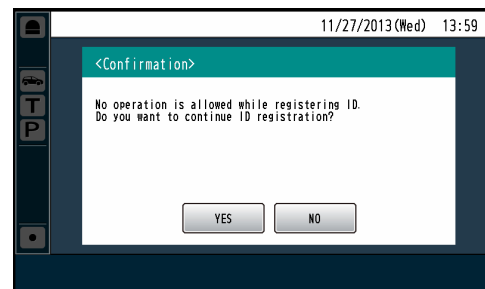 11/27/2013(Wed) 13:59
<Confirmation>
T
P
No operation is allowed while registering ID.
Do you want to continue ID registration?
YES NO